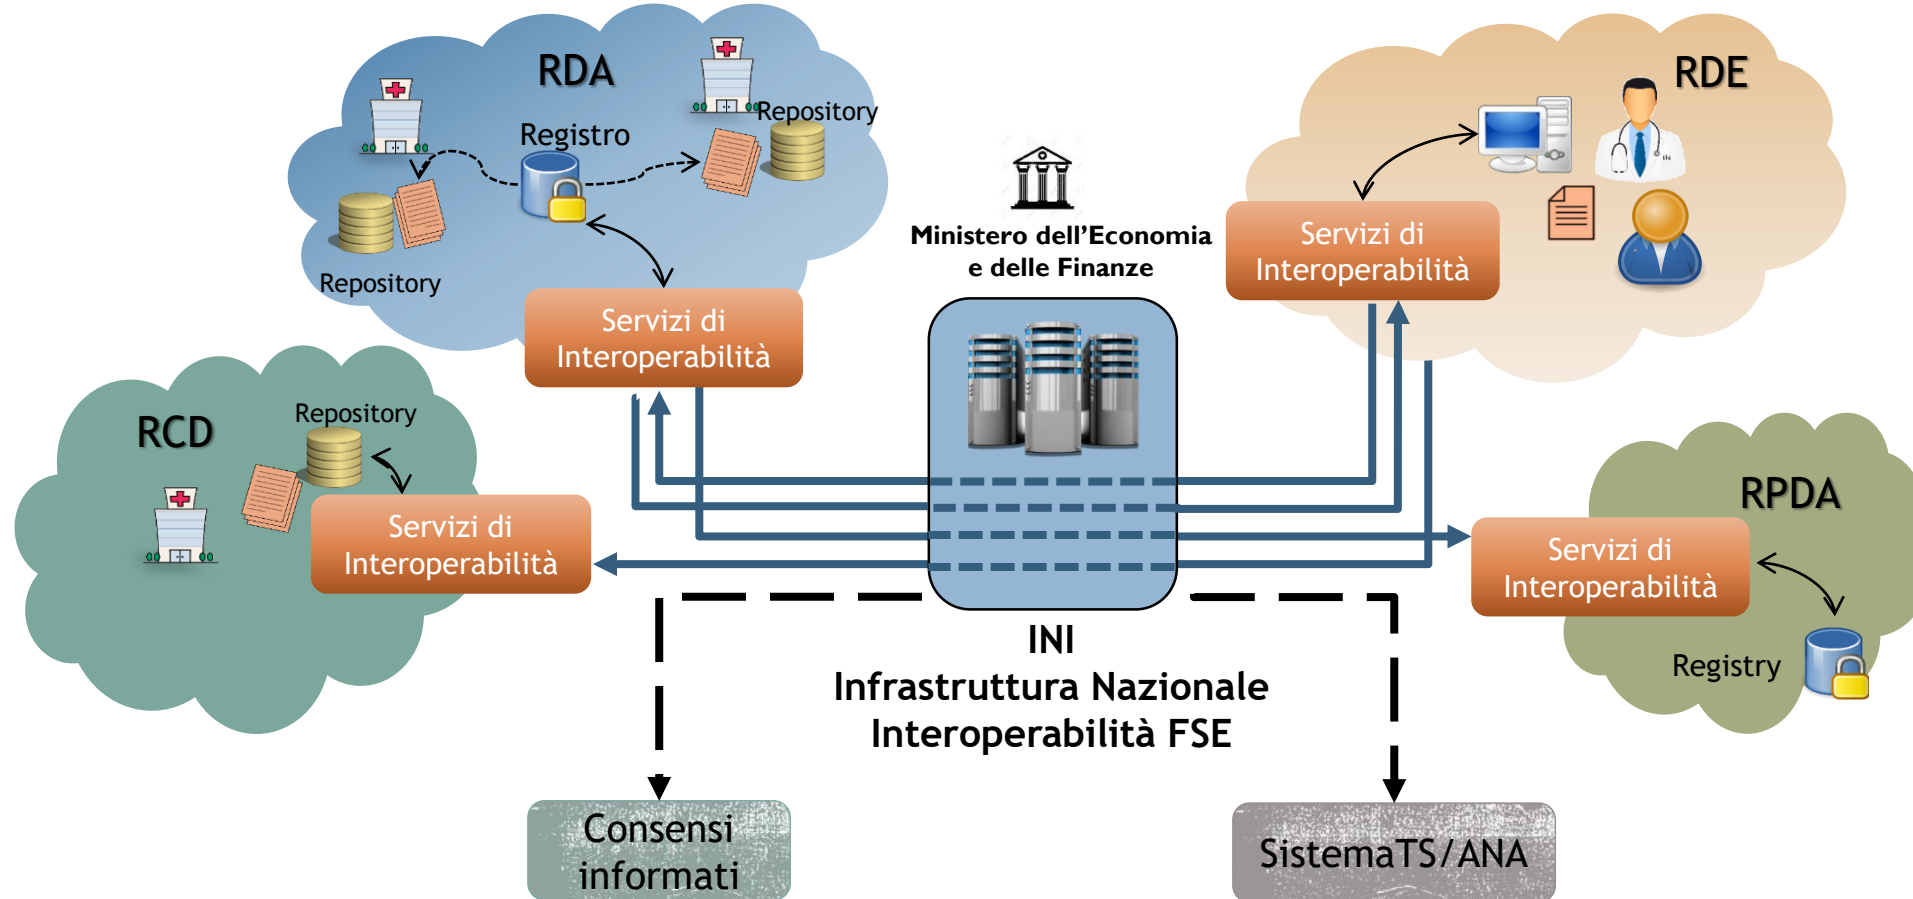 RDA
Repository
Registro
Repository
Servizi di
Interoperabilità
RDE
Servizi di
Interoperabilità
Ministero dell’Economia
e delle Finanze
RCD
Repository
Servizi di
Interoperabilità
RPDA
Servizi di
Interoperabilità
Registry
INI
Infrastruttura Nazionale
Interoperabilità FSE
Consensi
informati
SistemaTS/ANA